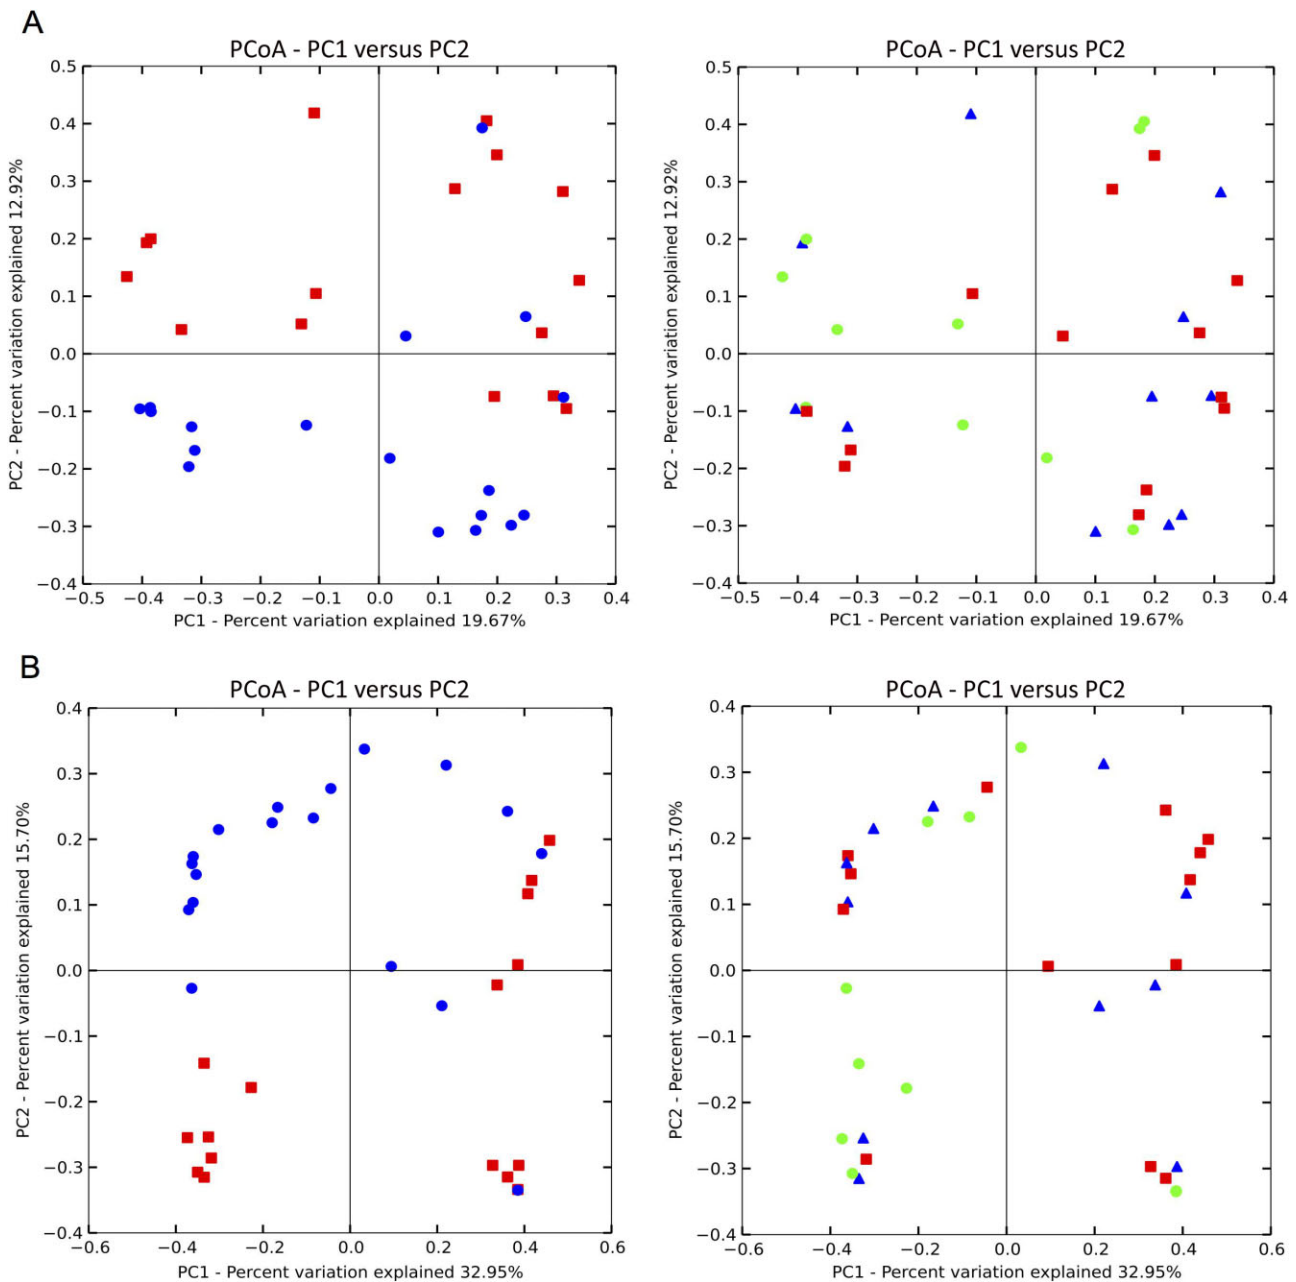 A
PCoA - PC1 versus PC2
0.5
0.4
0.3
0.2
0.1
0.0
−0.1
−0.2
−0.3
−0.4
−0.5 −0.4 −0.3 −0.2 −0.1 0.0 0.1 0.2 0.3 0.4
PC2 - Percent variation explained 12.92%
PC1 - Percent variation explained 19.67%
PCoA - PC1 versus PC2
0.5
0.4
0.3
0.2
0.1
0.0
−0.1
−0.2
−0.3
−0.4
−0.5 −0.4 −0.3 −0.2 −0.1 0.0 0.1 0.2 0.3 0.4
PC2 - Percent variation explained 12.92%
PC1 - Percent variation explained 19.67%
B
PCoA - PC1 versus PC2
0.4
0.3
0.2
0.1
0.0
−0.1
−0.2
−0.3
−0.4
−0.6 −0.4 −0.2 0.0 0.2 0.4 0.6
PC2 - Percent variation explained 15.70%
PC1 - Percent variation explained 32.95%
PCoA - PC1 versus PC2
0.4
0.3
0.2
0.1
0.0
−0.1
−0.2
−0.3
−0.4
−0.6 −0.4 −0.2 0.0 0.2 0.4 0.6
PC2 - Percent variation explained 15.70%
PC1 - Percent variation explained 32.95%